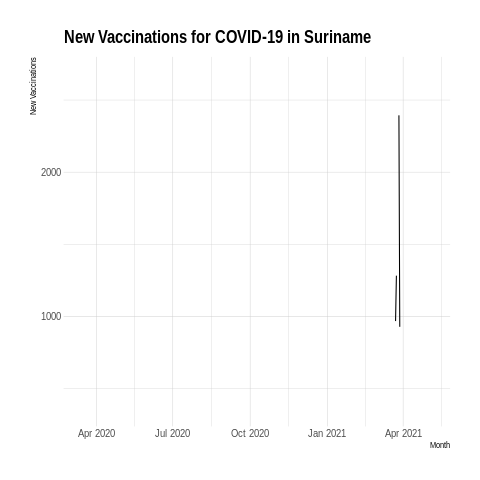 New Vaccinations for COVID-19 in Suriname
New Vaccinations
2000
1000
Apr 2020 Jul 2020 Oct 2020 Jan 2021 Apr 2021
Month